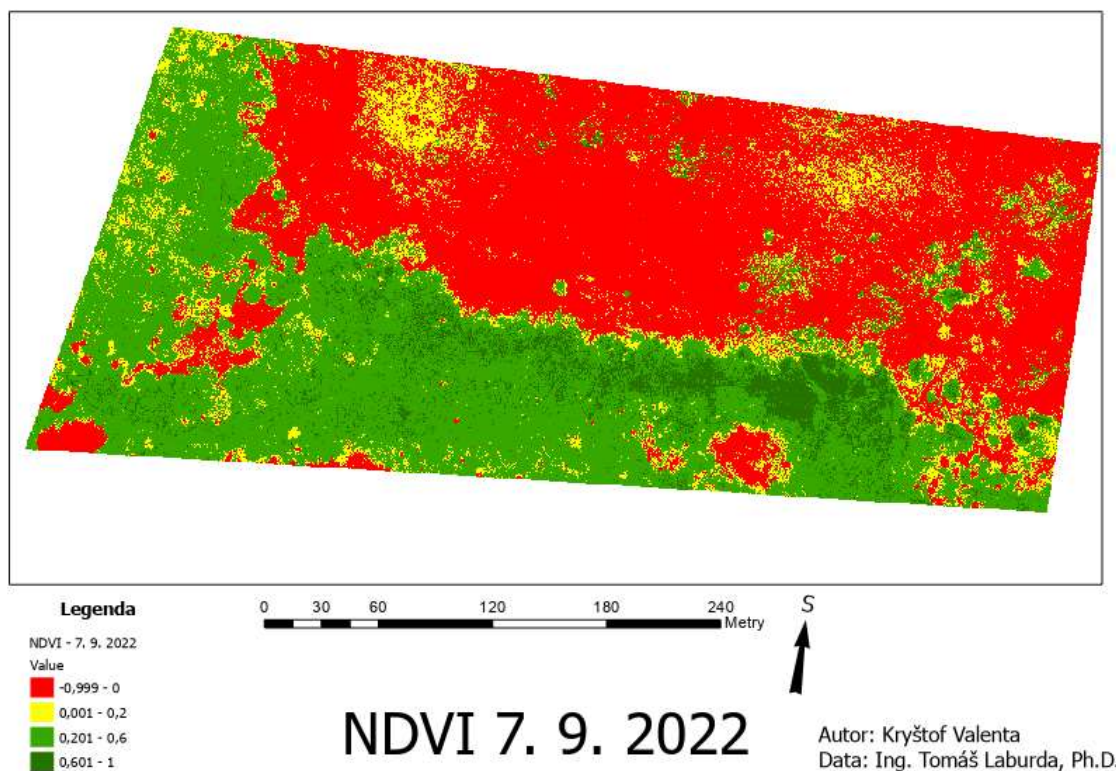 Legenda
NDVI - 7. 9. 2022
Value
-0,999 - 0
0,001 - 0,2
0,201 - 0,6
0,601 - 1
0 30 60 120 180 240
Metry
S
NDVI 7. 9. 2022
Autor: Kryštof Valenta
Data: Ing. Tomáš Laburda, Ph.D